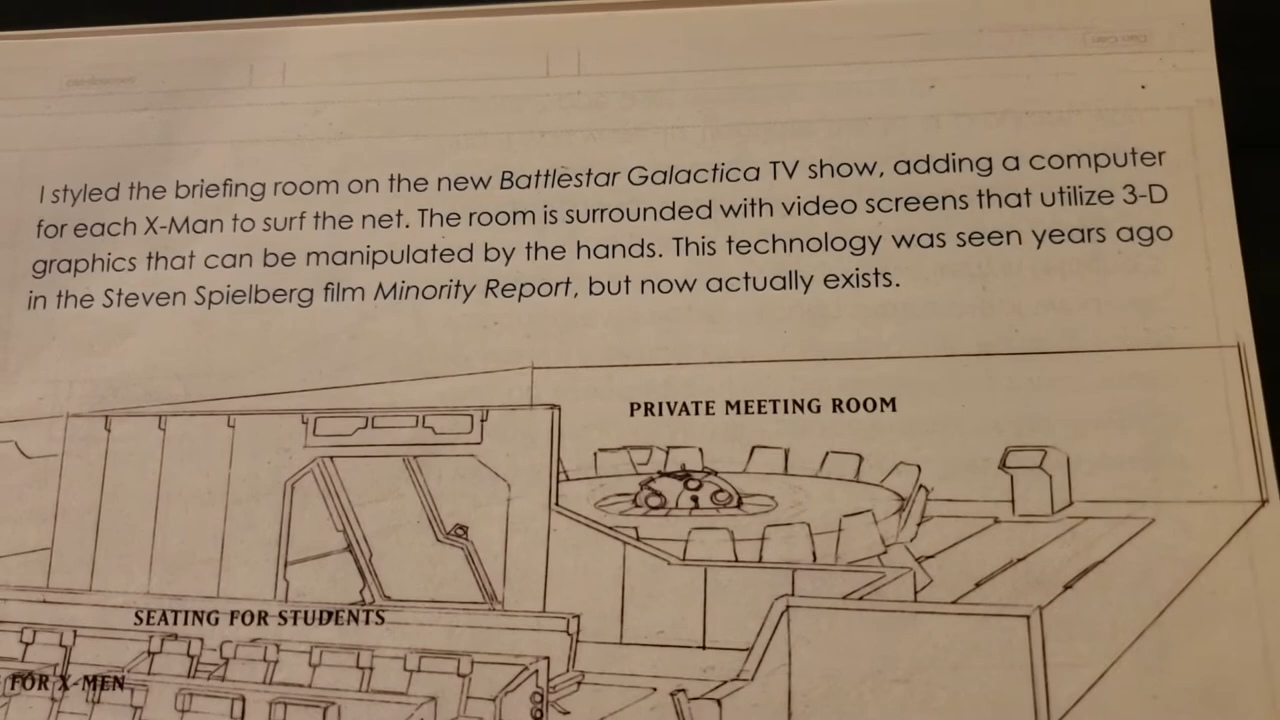 I styled the briefing room on the new Battlestar Galactica TV show, adding a computer
for each X-Man to surf the net. The room is surrounded with video screens that utilize 3-D
graphics that can be manipulated by the hands. This technology was seen years ago
in the Steven Spielberg film Minority Report, but now actually exists.
PRIVATE MEETING ROOM
SEATING FOR STUDENTS
FOR X-MEN